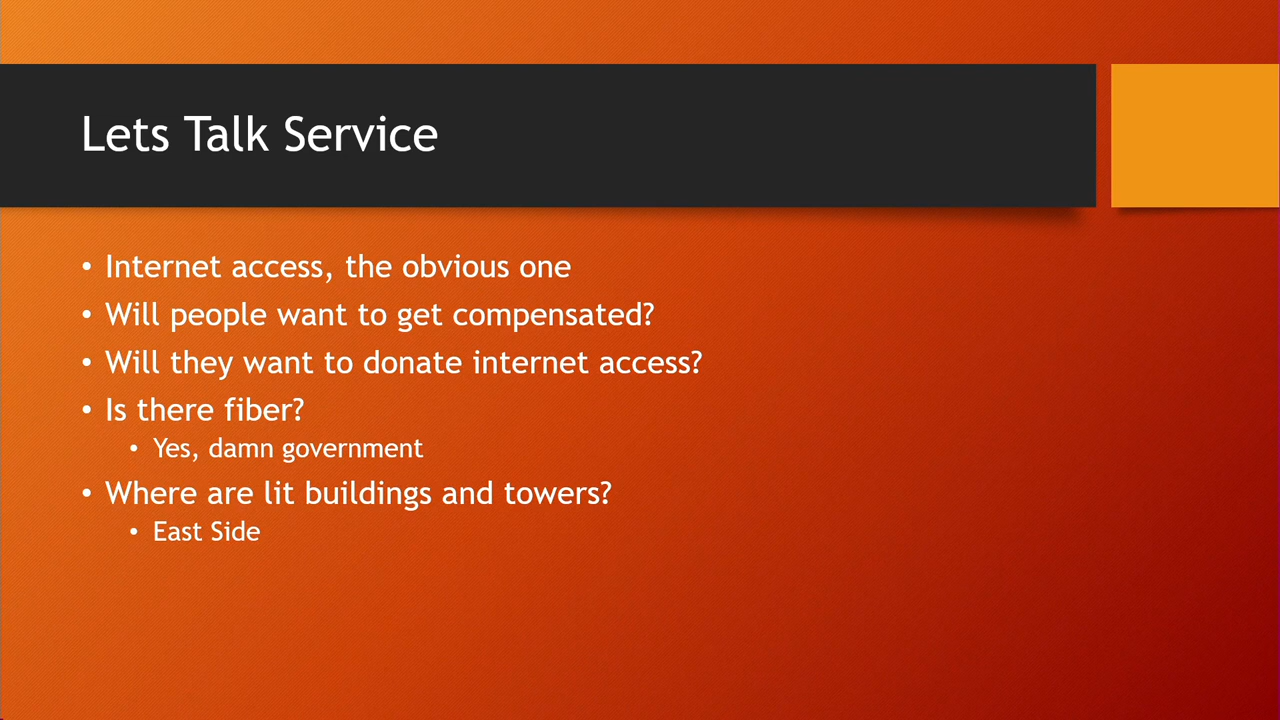 Lets Talk Service
• Internet access, the obvious one
• Will people want to get compensated?
• Will they want to donate internet access?
• Is there fiber?
• Yes, damn government
• Where are lit buildings and towers?
• East Side